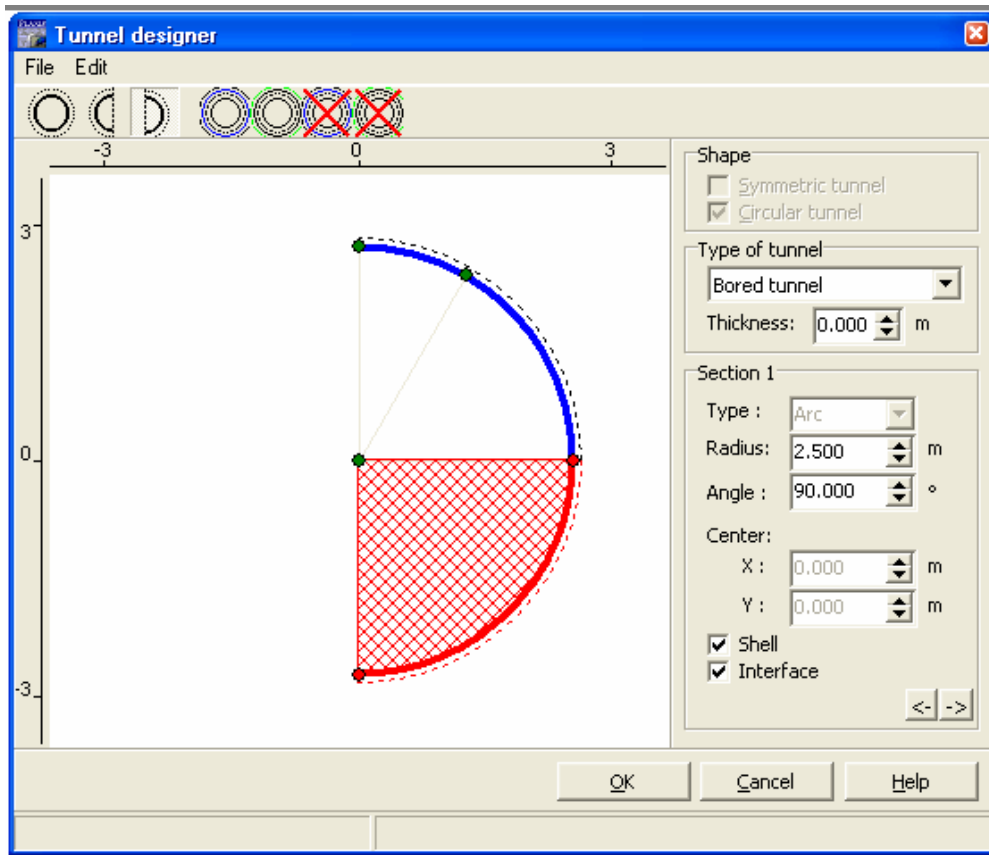 Tunnel designer
File Edit
-3 0 3
3
0
-3
Shape
Symmetric tunnel
Circular tunnel
Type of tunnel
Bored tunnel
Thickness: 0.000 m
Section 1
Type : Arc
Radius: 2.500 m
Angle : 90.000 °
Center:
X : 0.000 m
Y : 0.000 m
Shell
Interface
<- ->
OK Cancel Help